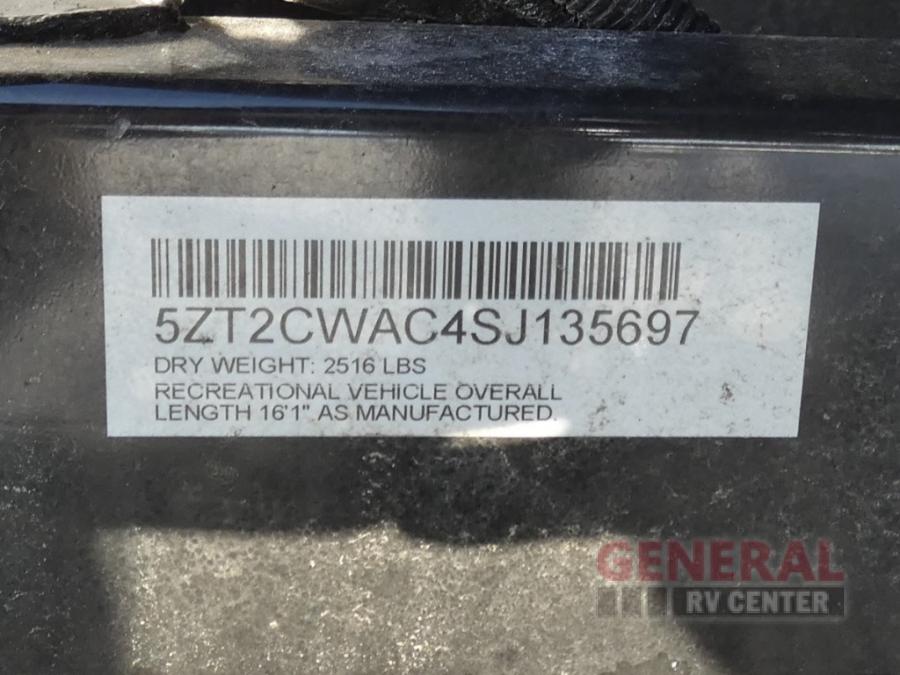 5ZT2CWAC4SJ135697
DRY WEIGHT: 2516 LBS
RECREATIONAL VEHICLE OVERALL
LENGTH 16'1" AS MANUFACTURED.
GENERAL
RV CENTER